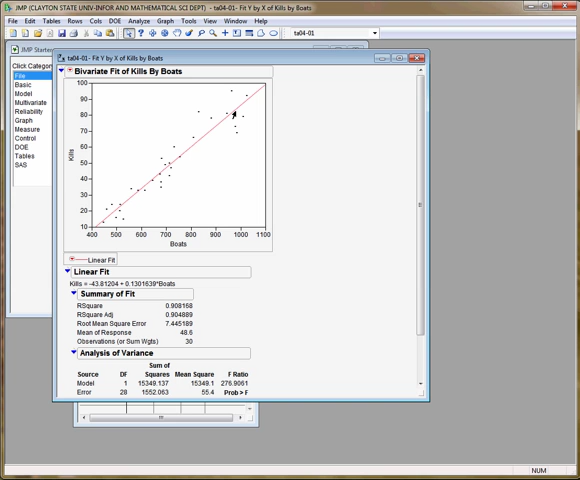 JMP (CLAYTON STATE UNIV-INFOR AND MATHEMATICAL SCI DEPT) - ta04-01- Fit Y by X of Kills by Boats
File Edit Tables Rows Cols DOE Analyze Graph Tools View Window Help
ta04-01
JMP Starter
Click Category
File
Basic
Model
Multivariate
Reliability
Graph
Measure
Control
DOE
Tables
SAS
ta04-01- Fit Y by X of Kills by Boats
Bivariate Fit of Kills By Boats
100
90
80
70
60
50
40
30
20
10
Kills
400 500 600 700 800 900 1000 1100
Boats
Linear Fit
Linear Fit
Kills = -43.81204 + 0.1301639*Boats
Summary of Fit
RSquare 0.908168
RSquare Adj 0.904889
Root Mean Square Error 7.445189
Mean of Response 48.6
Observations (or Sum Wgts) 30
Analysis of Variance
Sum of
Source DF Squares Mean Square F Ratio
Model 1 15349.137 15349.1 276.9061
Error 28 1552.063 55.4 Prob > F
NUM